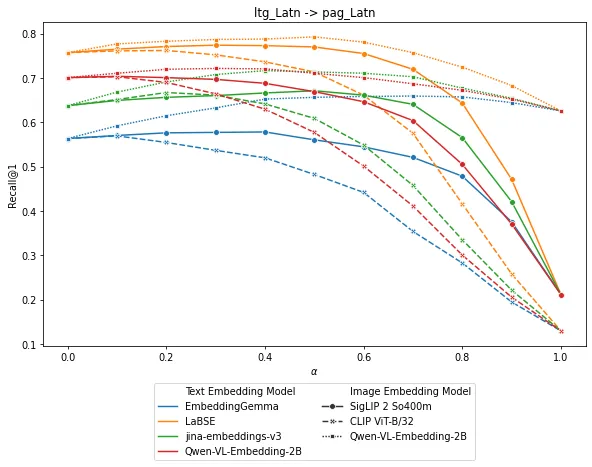 ltg_Latn -> pag_Latn
Recall@1
0.8
0.7
0.6
0.5
0.4
0.3
0.2
0.1
0.0 0.2 0.4 0.6 0.8 1.0
α
Text Embedding Model Image Embedding Model
EmbeddingGemma SigLIP 2 So400m
LaBSE CLIP ViT-B/32
jina-embeddings-v3 Qwen-VL-Embedding-2B
Qwen-VL-Embedding-2B